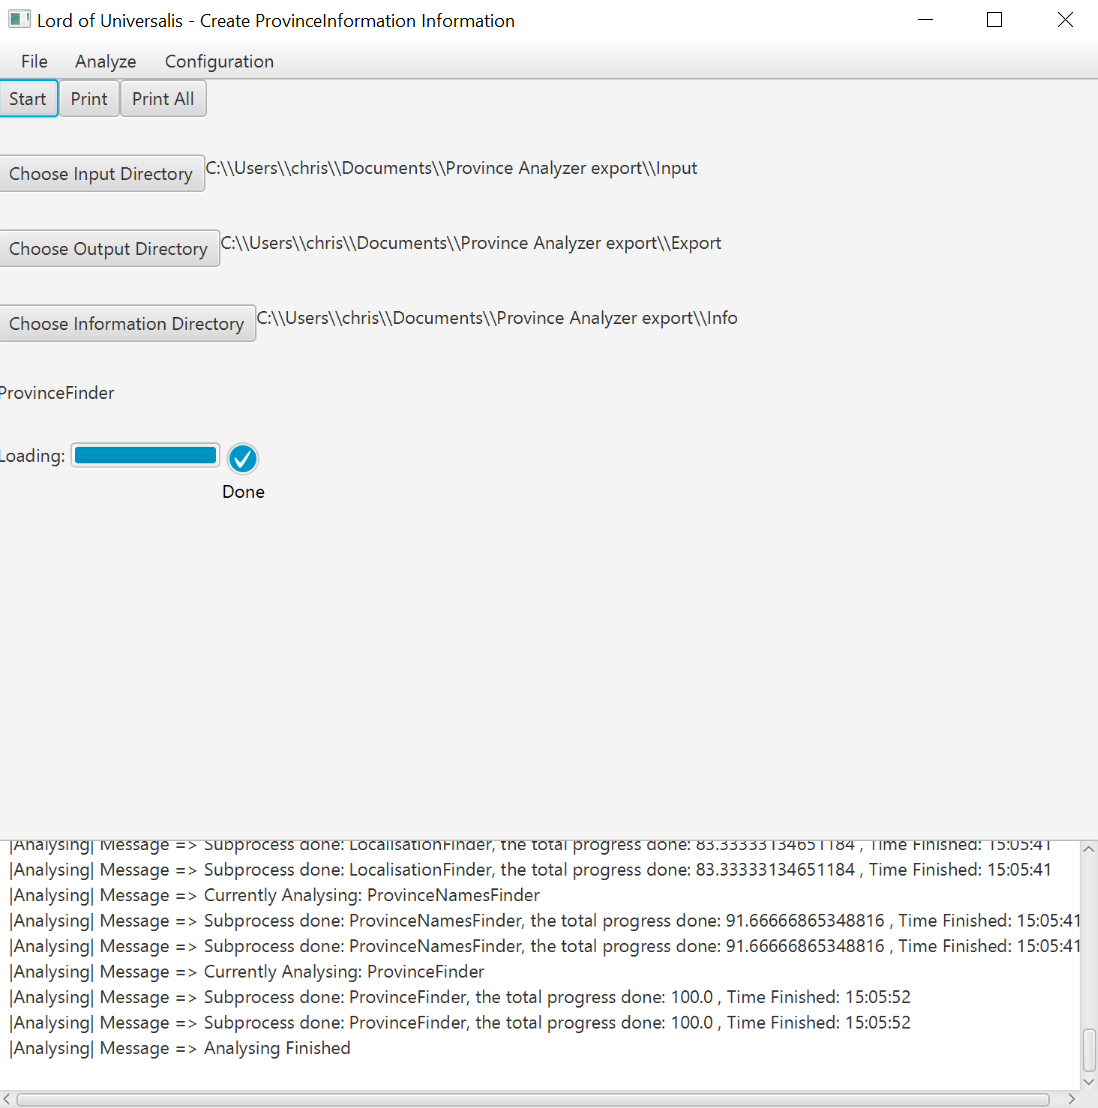 Lord of Universalis - Create ProvinceInformation Information
File Analyze Configuration
Start Print Print All
Choose Input Directory C:\\Users\\chris\\Documents\\Province Analyzer export\\Input
Choose Output Directory C:\\Users\\chris\\Documents\\Province Analyzer export\\Export
Choose Information Directory C:\\Users\\chris\\Documents\\Province Analyzer export\\Info
ProvinceFinder
Loading:
Done
|Analysing| Message => Subprocess done: LocalisationFinder, the total progress done: 83.33333134651184 , Time Finished: 15:05:41
|Analysing| Message => Subprocess done: LocalisationFinder, the total progress done: 83.33333134651184 , Time Finished: 15:05:41
|Analysing| Message => Currently Analysing: ProvinceNamesFinder
|Analysing| Message => Subprocess done: ProvinceNamesFinder, the total progress done: 91.66666865348816 , Time Finished: 15:05:41
|Analysing| Message => Subprocess done: ProvinceNamesFinder, the total progress done: 91.66666865348816 , Time Finished: 15:05:41
|Analysing| Message => Currently Analysing: ProvinceFinder
|Analysing| Message => Subprocess done: ProvinceFinder, the total progress done: 100.0 , Time Finished: 15:05:52
|Analysing| Message => Subprocess done: ProvinceFinder, the total progress done: 100.0 , Time Finished: 15:05:52
|Analysing| Message => Analysing Finished